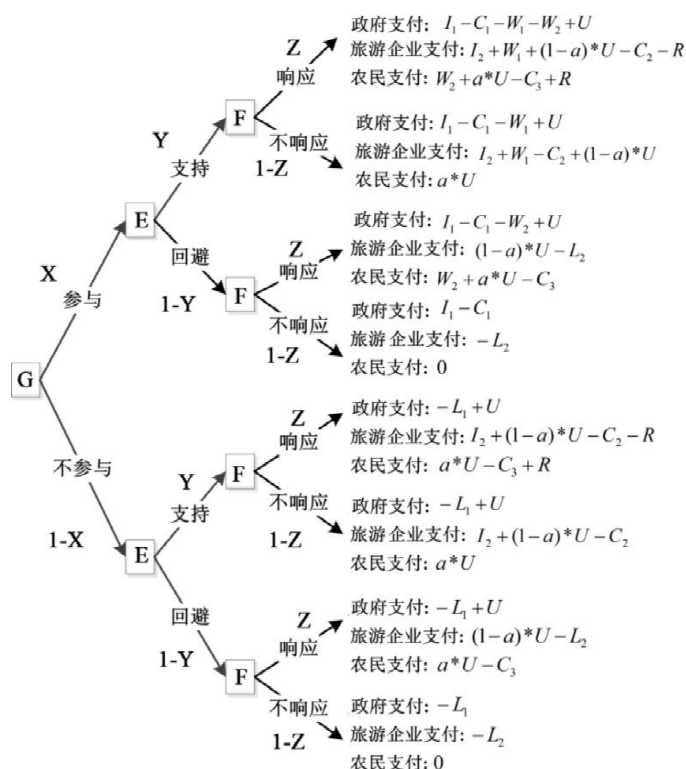 政府支付: I₁-C₁-W₁-W₂+U
Z
旅游企业支付: I₂+W₁+(1-a)*U-C₂-R
响应
农民支付: W₂+a*U-C₃+R
F
Y
不响应
政府支付: I₁-C₁-W₁+U
支持
旅游企业支付: I₂+W₁-C₂+(1-a)*U
1-Z
农民支付: a*U
E
政府支付: I₁-C₁-W₂+U
回避
Z
旅游企业支付: (1-a)*U-L₂
响应
X
农民支付: W₂+a*U-C₃
参与
1-Y
F
不响应
政府支付: I₁-C₁
1-Z
旅游企业支付: -L₂
农民支付: 0
G
政府支付: -L₁+U
Z
旅游企业支付: I₂+(1-a)*U-C₂-R
响应
农民支付: a*U-C₃+R
不参与
Y
F
支持
不响应
政府支付: -L₁+U
1-Z
旅游企业支付: I₂+(1-a)*U-C₂
1-X
E
农民支付: a*U
回避
政府支付: -L₁+U
Z
旅游企业支付: (1-a)*U-L₂
响应
1-Y
农民支付: a*U-C₃
F
不响应
政府支付: -L₁
1-Z
旅游企业支付: -L₂
农民支付: 0